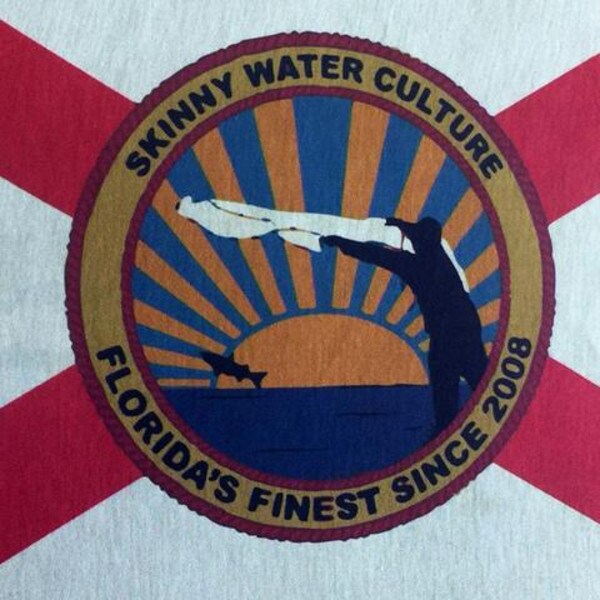 SKINNY WATER CULTURE
FLORIDA'S FINEST SINCE 2008